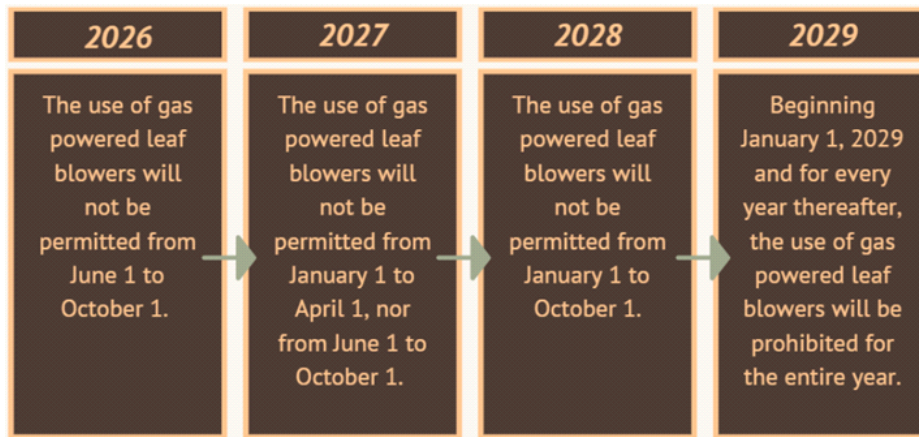 2026
The use of gas
powered leaf
blowers will
not be
permitted from
June 1 to
October 1.
2027
The use of gas
powered leaf
blowers will
not be
permitted from
January 1 to
April 1, nor
from June 1 to
October 1.
2028
The use of gas
powered leaf
blowers will
not be
permitted from
January 1 to
October 1.
2029
Beginning
January 1, 2029
and for every
year thereafter,
the use of gas
powered leaf
blowers will be
prohibited for
the entire year.